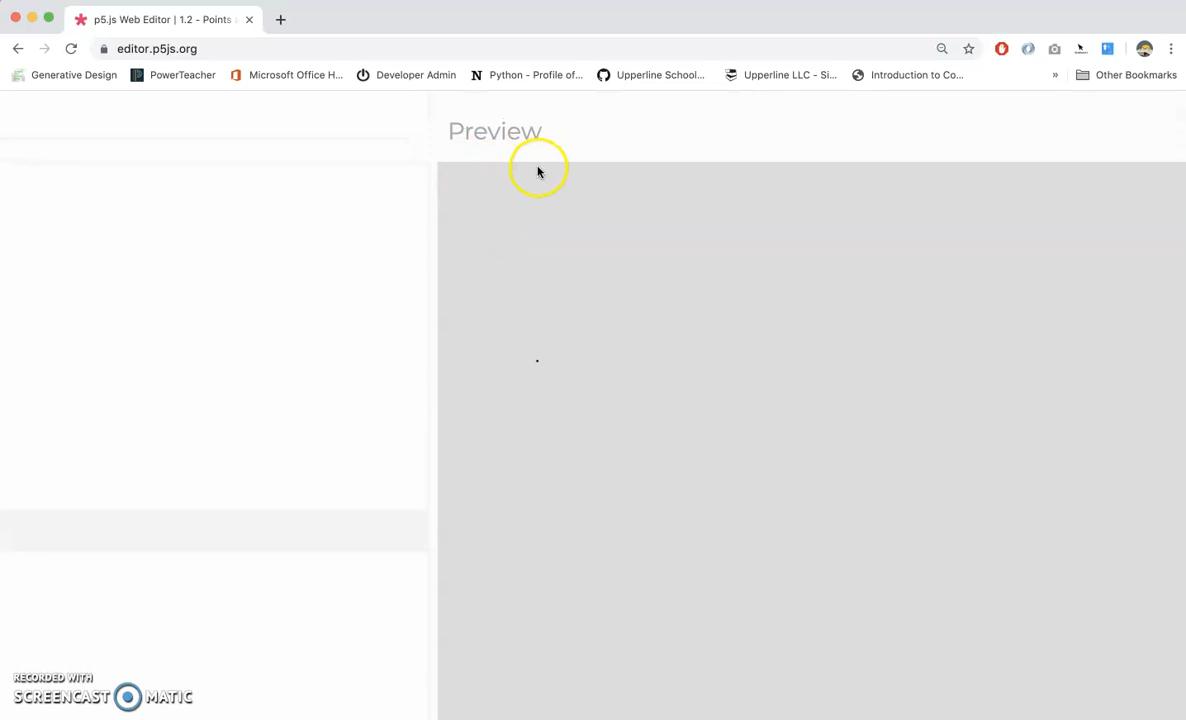 p5.js Web Editor | 1.2 - Points
editor.p5js.org
Generative Design
PowerTeacher
Microsoft Office H...
Developer Admin
Python - Profile of...
Upperline School...
Upperline LLC - Si...
Introduction to Co...
»
Other Bookmarks
Preview
RECORDED WITH
SCREENCAST MATIC